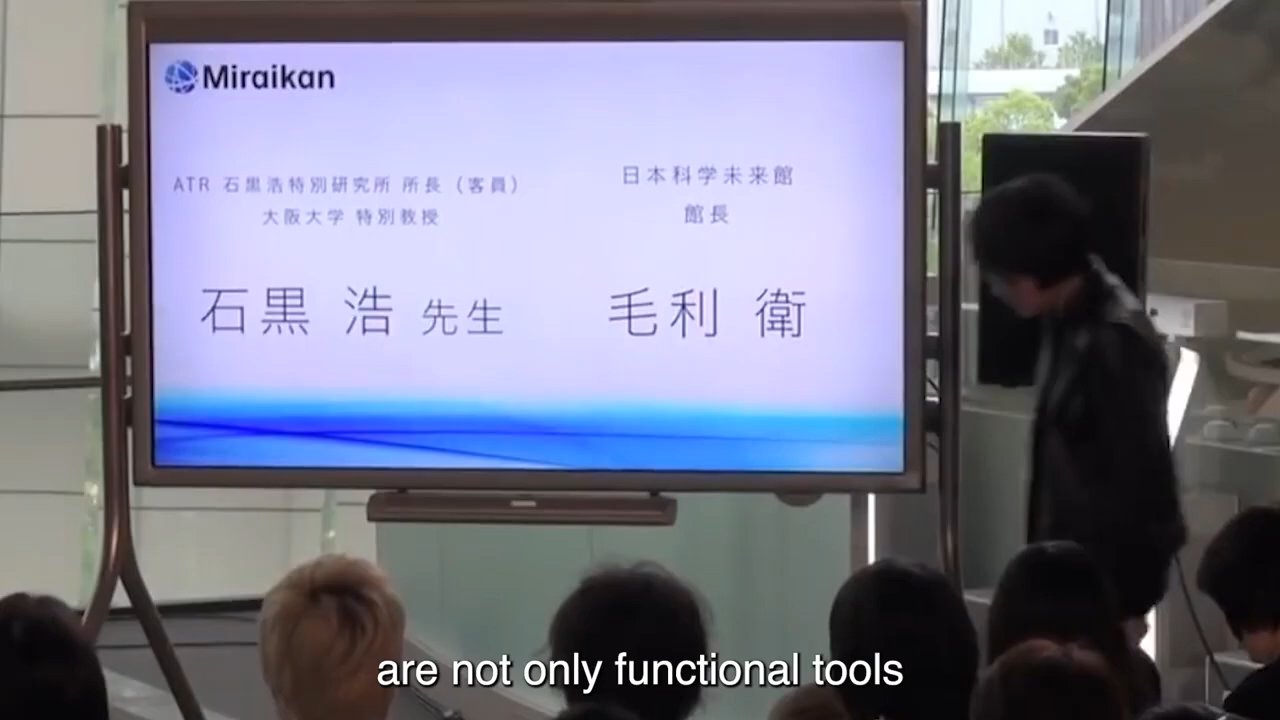 Miraikan
ATR 石黒浩特別研究所 所長（客員）
大阪大学 特別教授
石黒 浩 先生
日本科学未来館
館長
毛利 衛
are not only functional tools